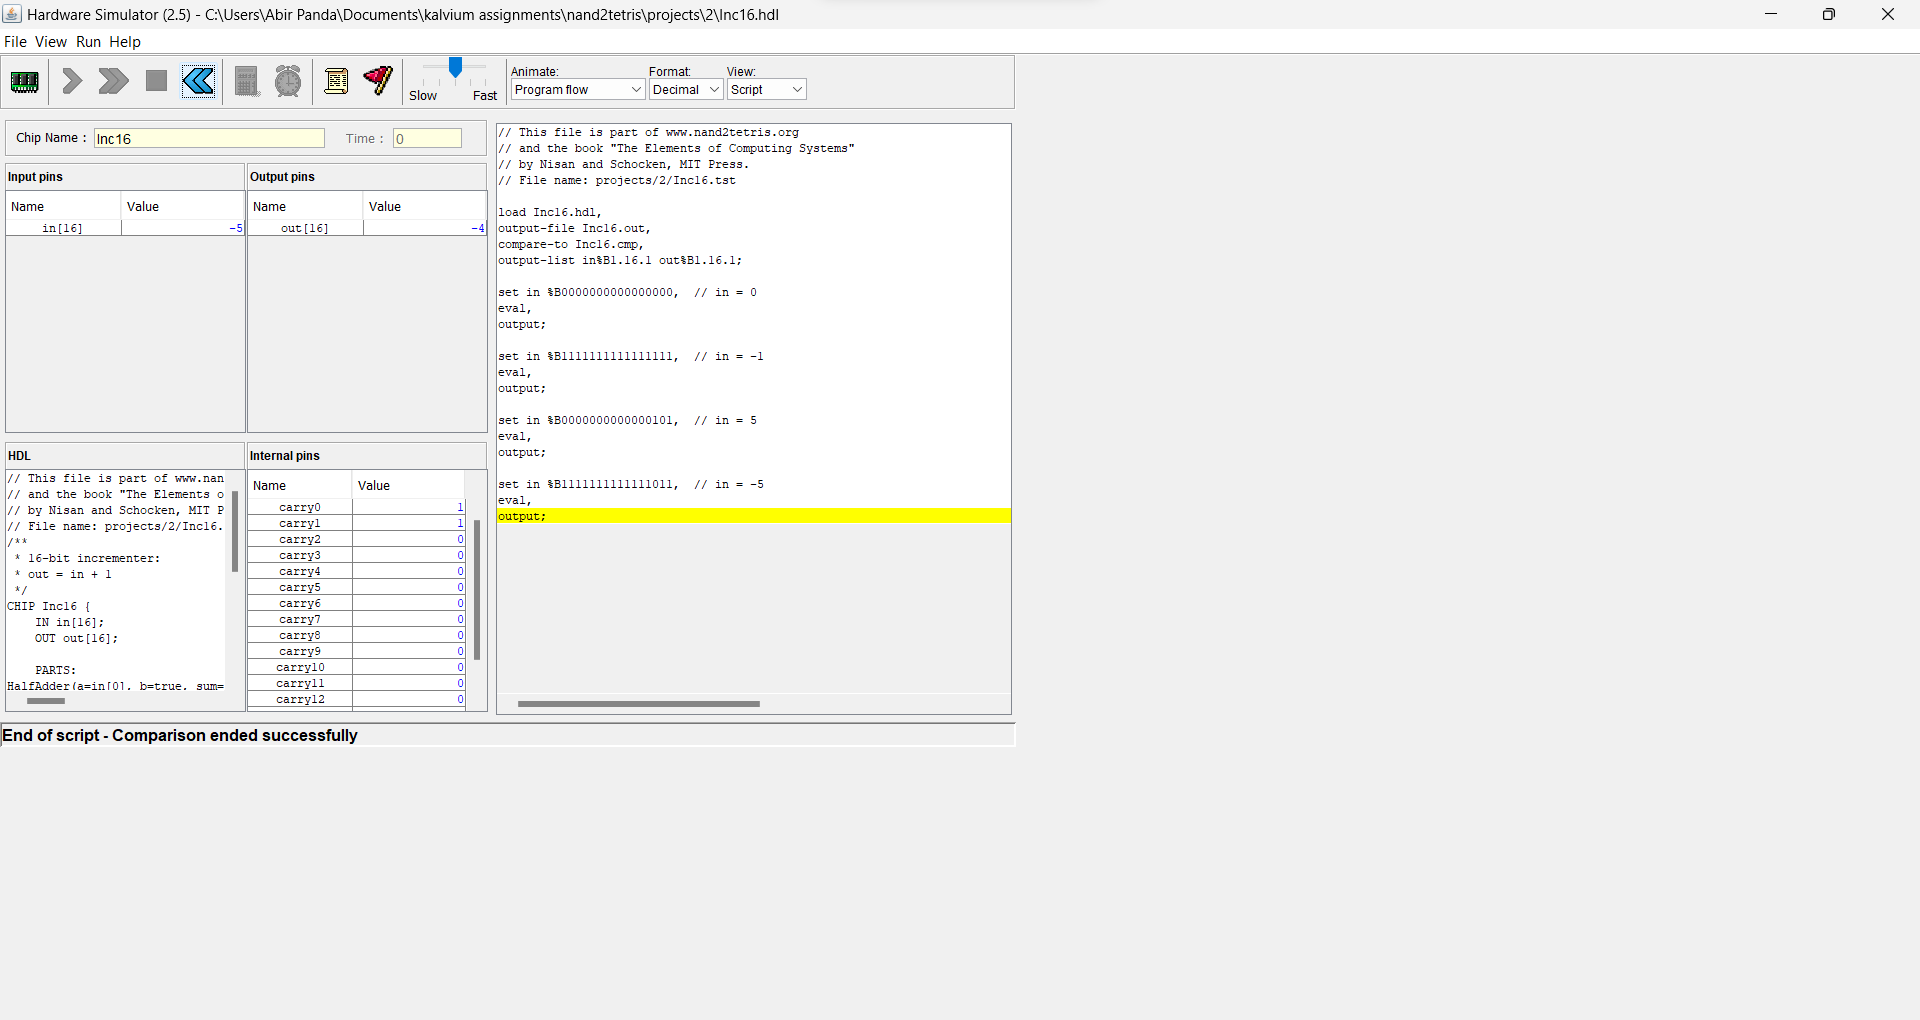 Hardware Simulator (2.5) - C:\Users\Abir Panda\Documents\kalvium assignments\nand2tetris\projects\2\Inc16.hdl
File View Run Help
Animate: Format: View:
Slow Fast Program flow Decimal Script
Chip Name : Inc16 Time : 0
Input pins
Name Value
in[16] -5
Output pins
Name Value
out[16] -4
HDL
// This file is part of www.nan
// and the book "The Elements o
// by Nisan and Schocken, MIT P
// File name: projects/2/Inc16.
/**
* 16-bit incrementer:
* out = in + 1
*/
CHIP Inc16 {
IN in[16];
OUT out[16];
PARTS:
HalfAdder(a=in[0], b=true, sum=
Internal pins
Name Value
carry0 1
carry1 1
carry2 0
carry3 0
carry4 0
carry5 0
carry6 0
carry7 0
carry8 0
carry9 0
carry10 0
carry11 0
carry12 0
// This file is part of www.nand2tetris.org
// and the book "The Elements of Computing Systems"
// by Nisan and Schocken, MIT Press.
// File name: projects/2/Inc16.tst
load Inc16.hdl,
output-file Inc16.out,
compare-to Inc16.cmp,
output-list in%B1.16.1 out%B1.16.1;
set in %B0000000000000000, // in = 0
eval,
output;
set in %B1111111111111111, // in = -1
eval,
output;
set in %B0000000000000101, // in = 5
eval,
output;
set in %B1111111111111011, // in = -5
eval,
output;
End of script - Comparison ended successfully